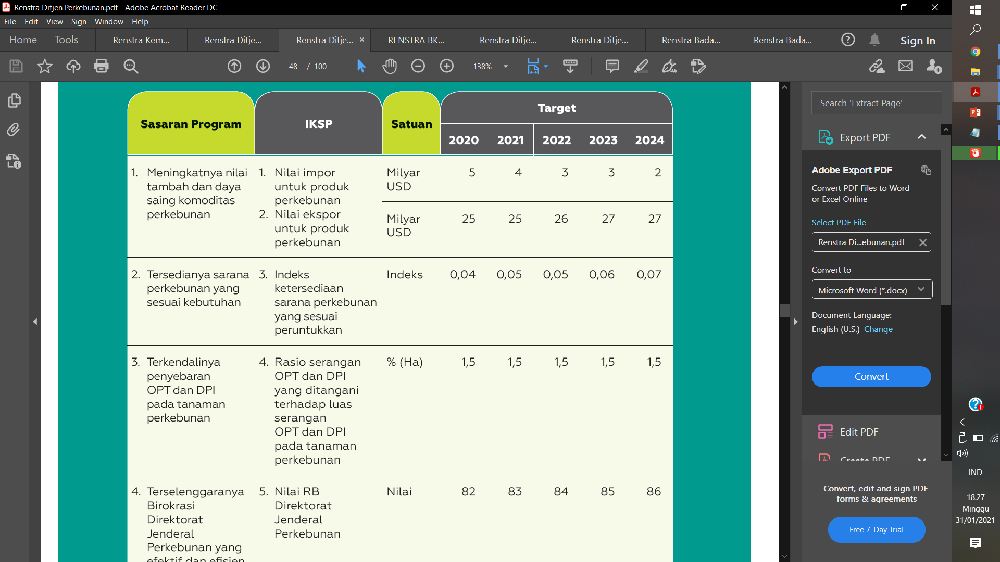 Renstra Ditjen Perkebunan.pdf - Adobe Acrobat Reader DC
File Edit View Sign Window Help
Home Tools Renstra Kem... Renstra Ditje... Renstra Ditje... × RENSTRA BK... Renstra Ditje... Renstra Ditje... Renstra Bada... Renstra Bada... Sign In
48 / 100 138%
Sasaran Program IKSP Satuan Target
2020 2021 2022 2023 2024
1. Meningkatnya nilai
tambah dan daya
saing komoditas
perkebunan
1. Nilai impor
untuk produk
perkebunan
Milyar
USD
5 4 3 3 2
2. Nilai ekspor
untuk produk
perkebunan
Milyar
USD
25 25 26 27 27
2. Tersedianya sarana
perkebunan yang
sesuai kebutuhan
3. Indeks
ketersediaan
sarana perkebunan
yang sesuai
peruntukkan
Indeks 0,04 0,05 0,05 0,06 0,07
3. Terkendalinya
penyebaran
OPT dan DPI
pada tanaman
perkebunan
4. Rasio serangan
OPT dan DPI
yang ditangani
terhadap luas
serangan
OPT dan DPI
pada tanaman
perkebunan
% (Ha) 1,5 1,5 1,5 1,5 1,5
4. Terselenggaranya
Birokrasi
Direktorat
Jenderal
Perkebunan yang
efektif dan efisien
5. Nilai RB
Direktorat
Jenderal
Perkebunan
Nilai 82 83 84 85 86
Search 'Extract Page'
Export PDF
Adobe Export PDF
Convert PDF Files to Word
or Excel Online
Select PDF File
Renstra Di...ebunan.pdf
Convert to
Microsoft Word (*.docx)
Document Language:
English (U.S.) Change
Convert
Edit PDF
Create PDF
Convert, edit and sign PDF
forms & agreements
Free 7-Day Trial
IND
18.27
Minggu
31/01/2021